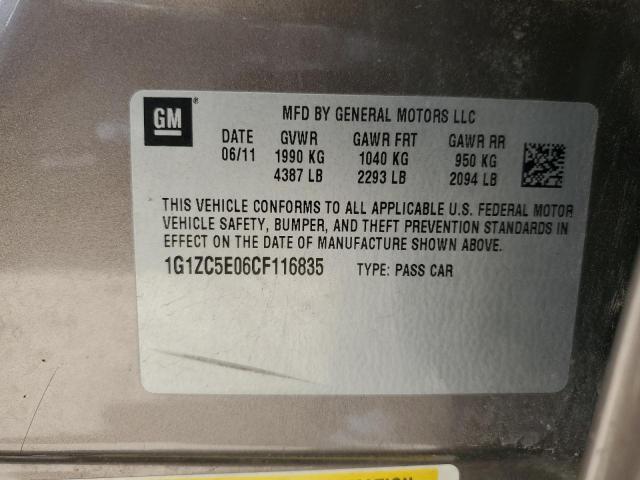 GM ®
MFD BY GENERAL MOTORS LLC
DATE GVWR GAWR FRT GAWR RR
06/11 1990 KG 1040 KG 950 KG
4387 LB 2293 LB 2094 LB
THIS VEHICLE CONFORMS TO ALL APPLICABLE U.S. FEDERAL MOTOR
VEHICLE SAFETY, BUMPER, AND THEFT PREVENTION STANDARDS IN
EFFECT ON THE DATE OF MANUFACTURE SHOWN ABOVE.
1G1ZC5E06CF116835 TYPE: PASS CAR